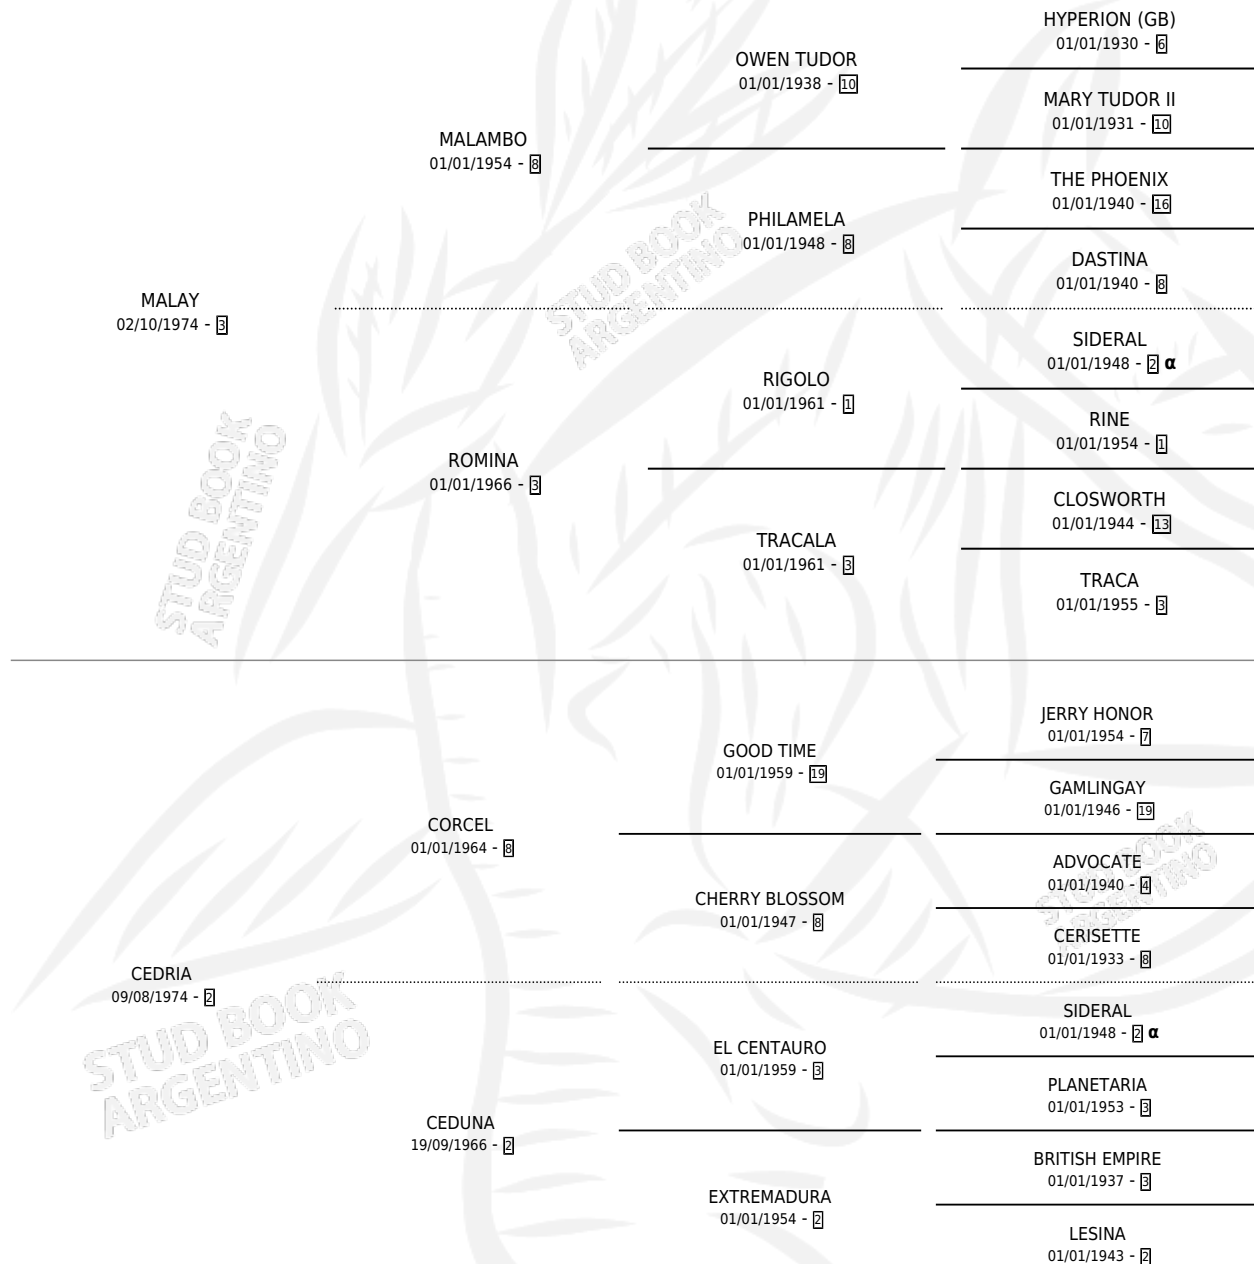 HYPERION (GB)
01/01/1930 - 6
OWEN TUDOR
01/01/1938 - 10
MARY TUDOR II
01/01/1931 - 10
MALAMBO
01/01/1954 - 8
THE PHOENIX
01/01/1940 - 16
PHILAMELA
01/01/1948 - 8
DASTINA
01/01/1940 - 8
MALAY
02/10/1974 - 3
SIDERAL
01/01/1948 - 2 α
RIGOLO
01/01/1961 - 1
RINE
01/01/1954 - 1
ROMINA
01/01/1966 - 3
CLOSWORTH
01/01/1944 - 13
TRACALA
01/01/1961 - 3
TRACA
01/01/1955 - 3
STUD BOOK
ARGENTINO
STUD BOOK
ARGENTINO
JERRY HONOR
01/01/1954 - 7
GOOD TIME
01/01/1959 - 19
GAMLINGAY
01/01/1946 - 19
CORCEL
01/01/1964 - 8
ADVOCATE
01/01/1940 - 4
CHERRY BLOSSOM
01/01/1947 - 8
CERISETTE
01/01/1933 - 8
CEDRIA
09/08/1974 - 2
SIDERAL
01/01/1948 - 2 α
EL CENTAURO
01/01/1959 - 3
PLANETARIA
01/01/1953 - 3
CEDUNA
19/09/1966 - 2
BRITISH EMPIRE
01/01/1937 - 3
EXTREMADURA
01/01/1954 - 2
LESINA
01/01/1943 - 2
STUD BOOK
ARGENTINO
STUD BOOK
ARGENTINO